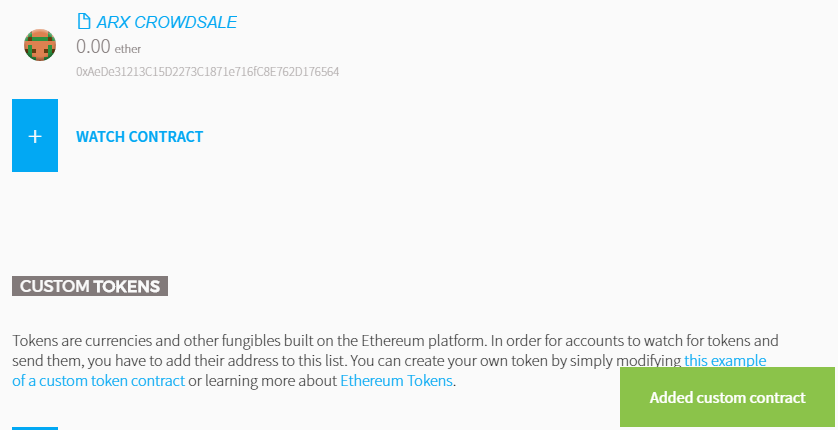 ARX CROWDSALE
0.00 ether
0xAeDe31213C15D2273C1871e716fC8E762D176564
+
WATCH CONTRACT
CUSTOM TOKENS
Tokens are currencies and other fungibles built on the Ethereum platform. In order for accounts to watch for tokens and
send them, you have to add their address to this list. You can create your own token by simply modifying this example
of a custom token contract or learning more about Ethereum Tokens.
Added custom contract